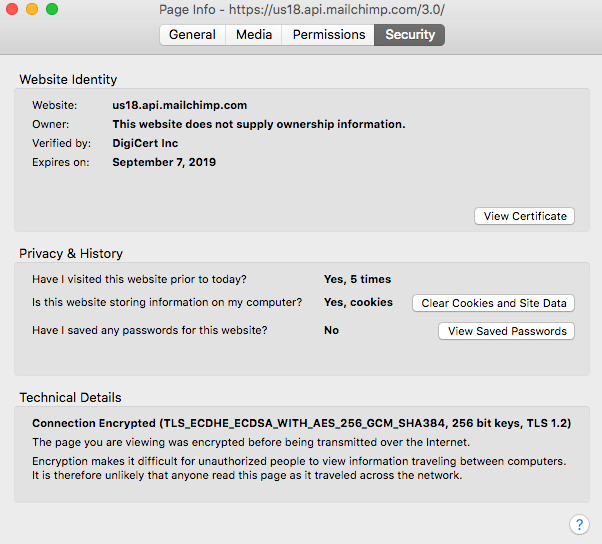 Page Info - https://us18.api.mailchimp.com/3.0/
General Media Permissions Security
Website Identity
Website: us18.api.mailchimp.com
Owner: This website does not supply ownership information.
Verified by: DigiCert Inc
Expires on: September 7, 2019
View Certificate
Privacy & History
Have I visited this website prior to today? Yes, 5 times
Is this website storing information on my computer? Yes, cookies Clear Cookies and Site Data
Have I saved any passwords for this website? No View Saved Passwords
Technical Details
Connection Encrypted (TLS_ECDHE_ECDSA_WITH_AES_256_GCM_SHA384, 256 bit keys, TLS 1.2)
The page you are viewing was encrypted before being transmitted over the Internet.
Encryption makes it difficult for unauthorized people to view information traveling between computers.
It is therefore unlikely that anyone read this page as it traveled across the network.
?